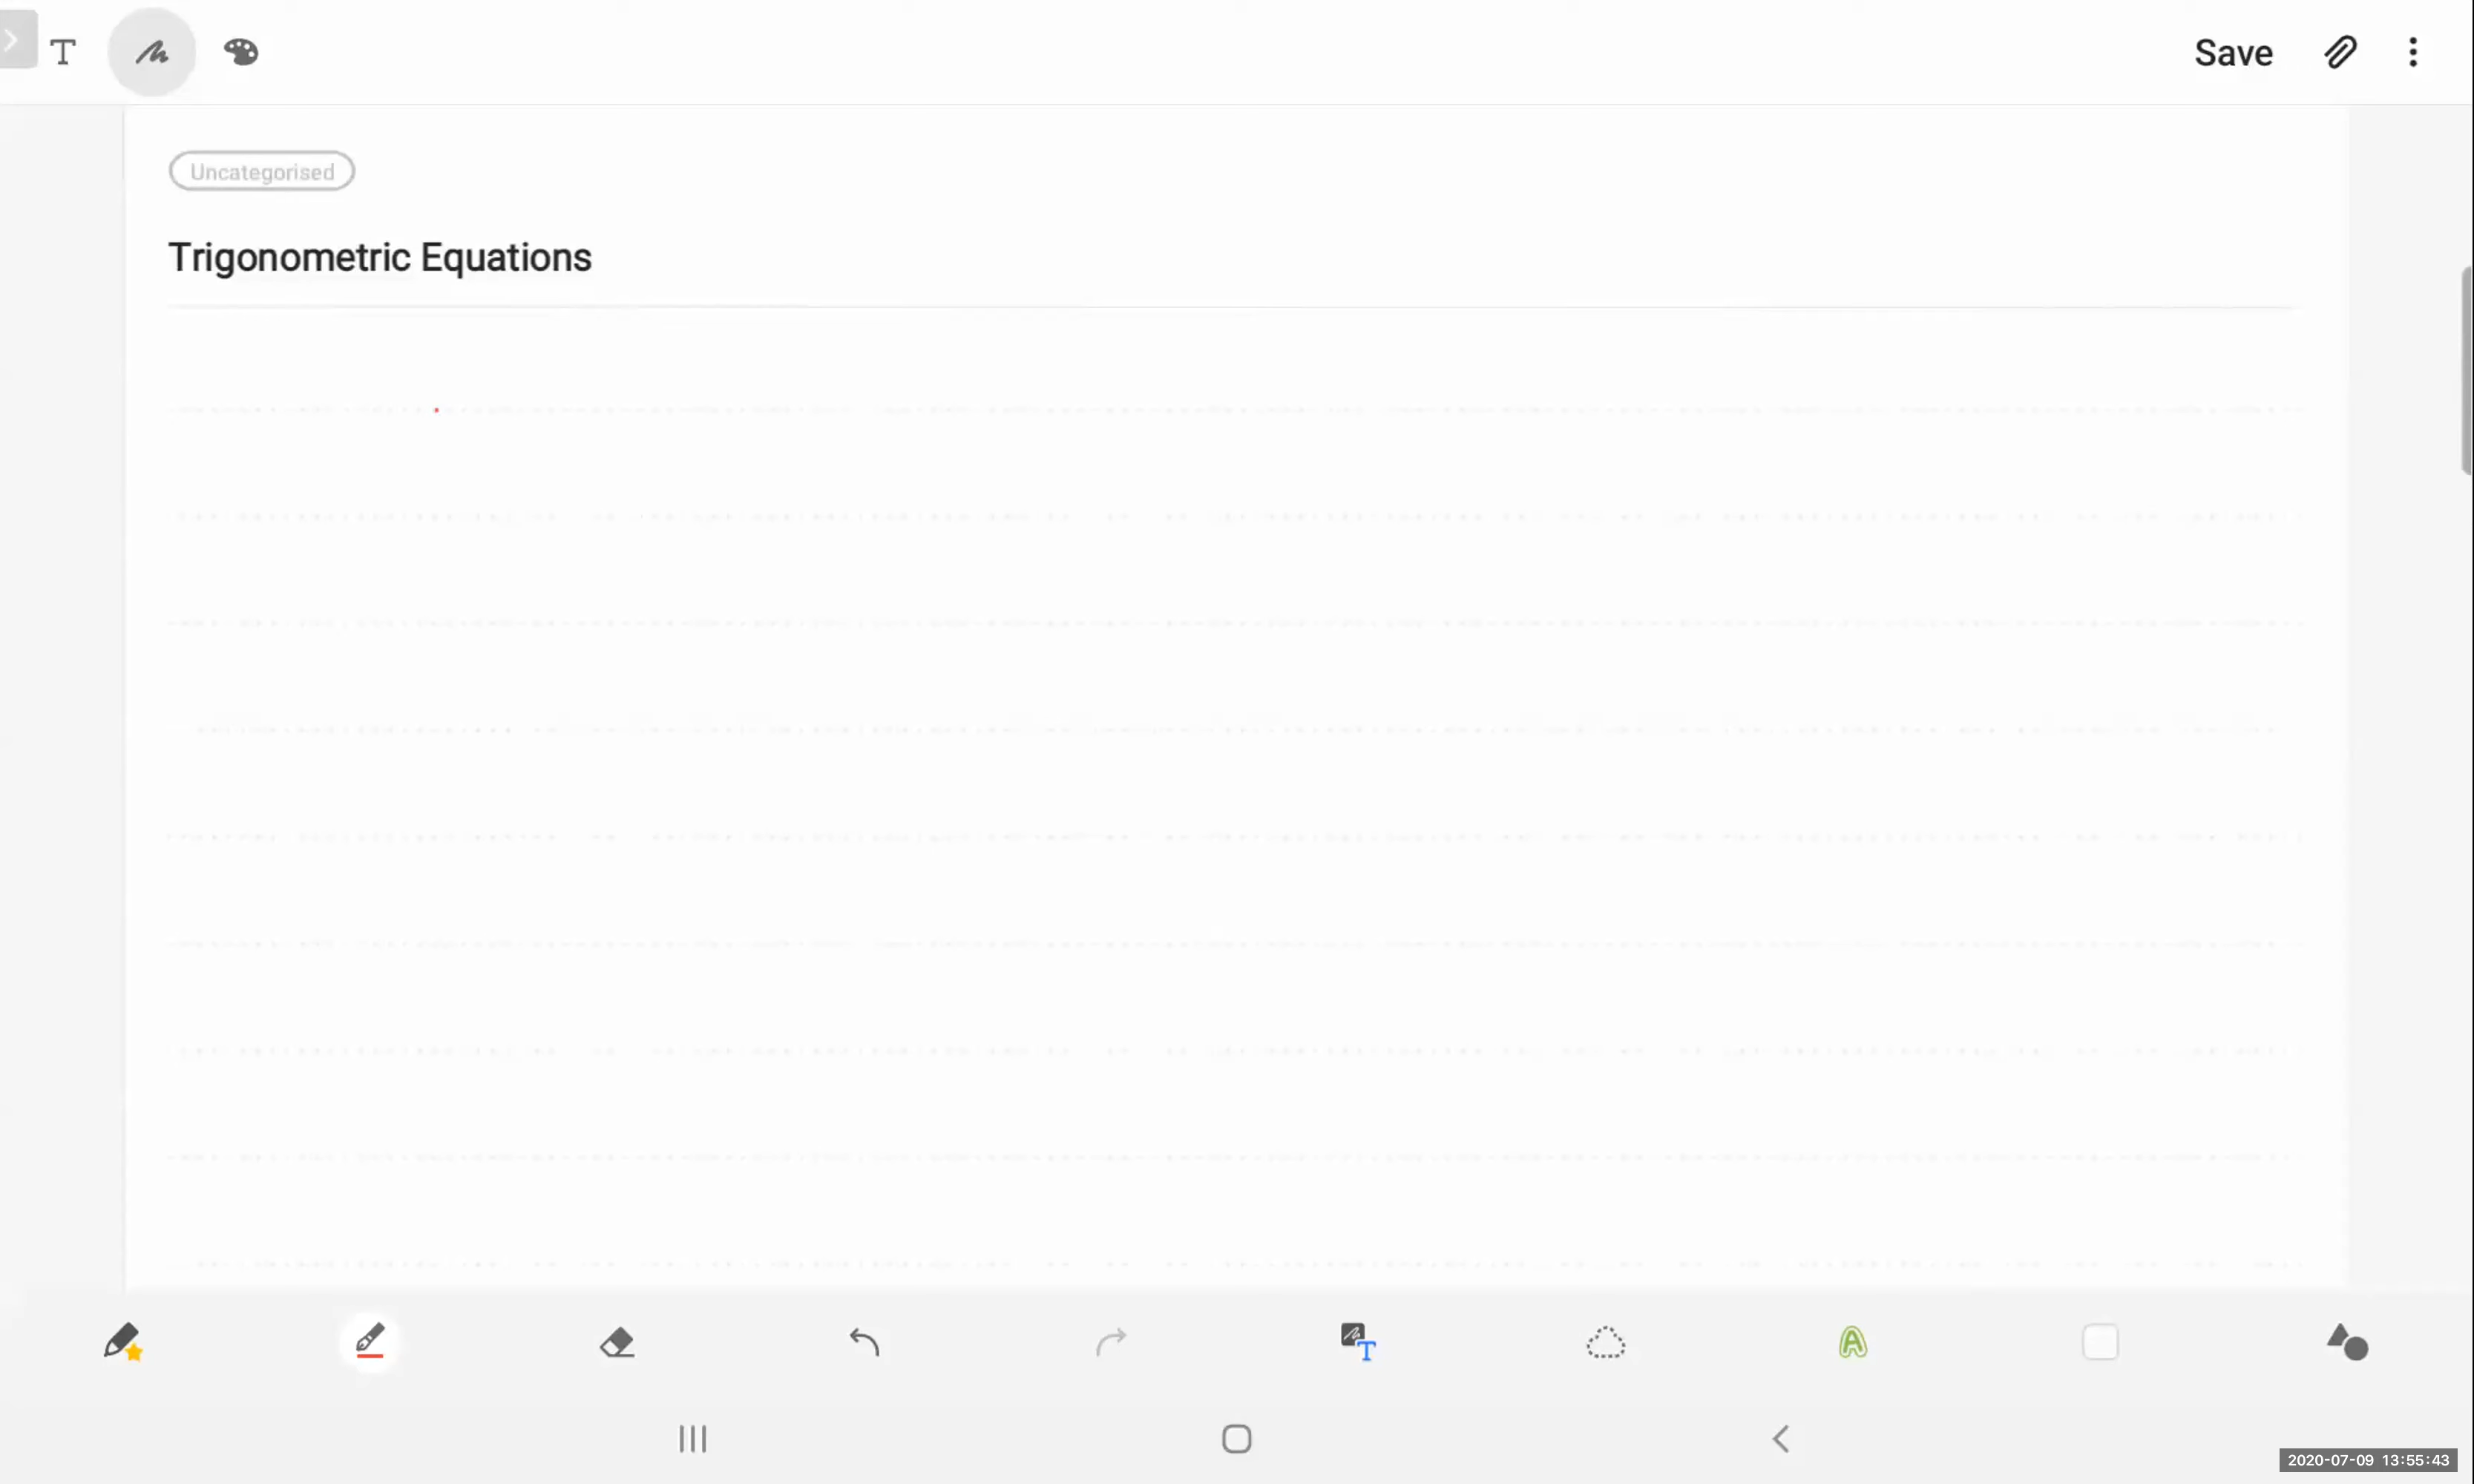 T
Save
Uncategorised
Trigonometric Equations
T
A
2020-07-09 13:55:43